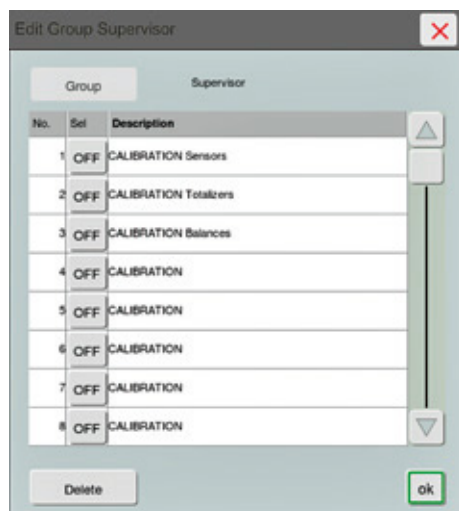 Edit Group Supervisor
Group Supervisor
No. Sel Description
1 OFF CALIBRATION Sensors
2 OFF CALIBRATION Totalizers
3 OFF CALIBRATION Balances
4 OFF CALIBRATION
5 OFF CALIBRATION
6 OFF CALIBRATION
7 OFF CALIBRATION
8 OFF CALIBRATION
Delete ok